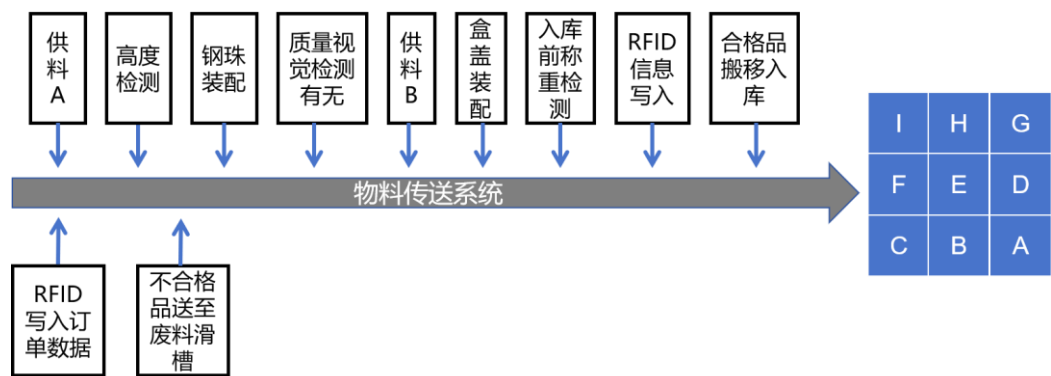 供
料
A
高度
检测
钢珠
装配
质量视
觉检测
有无
供
料
B
盒
盖
装
配
入库
前称
重检
测
RFID
信息
写入
合格品
搬移入
库
物料传送系统
I H G
F E D
C B A
RFID
写入订
单数据
不合格
品送至
废料滑
槽